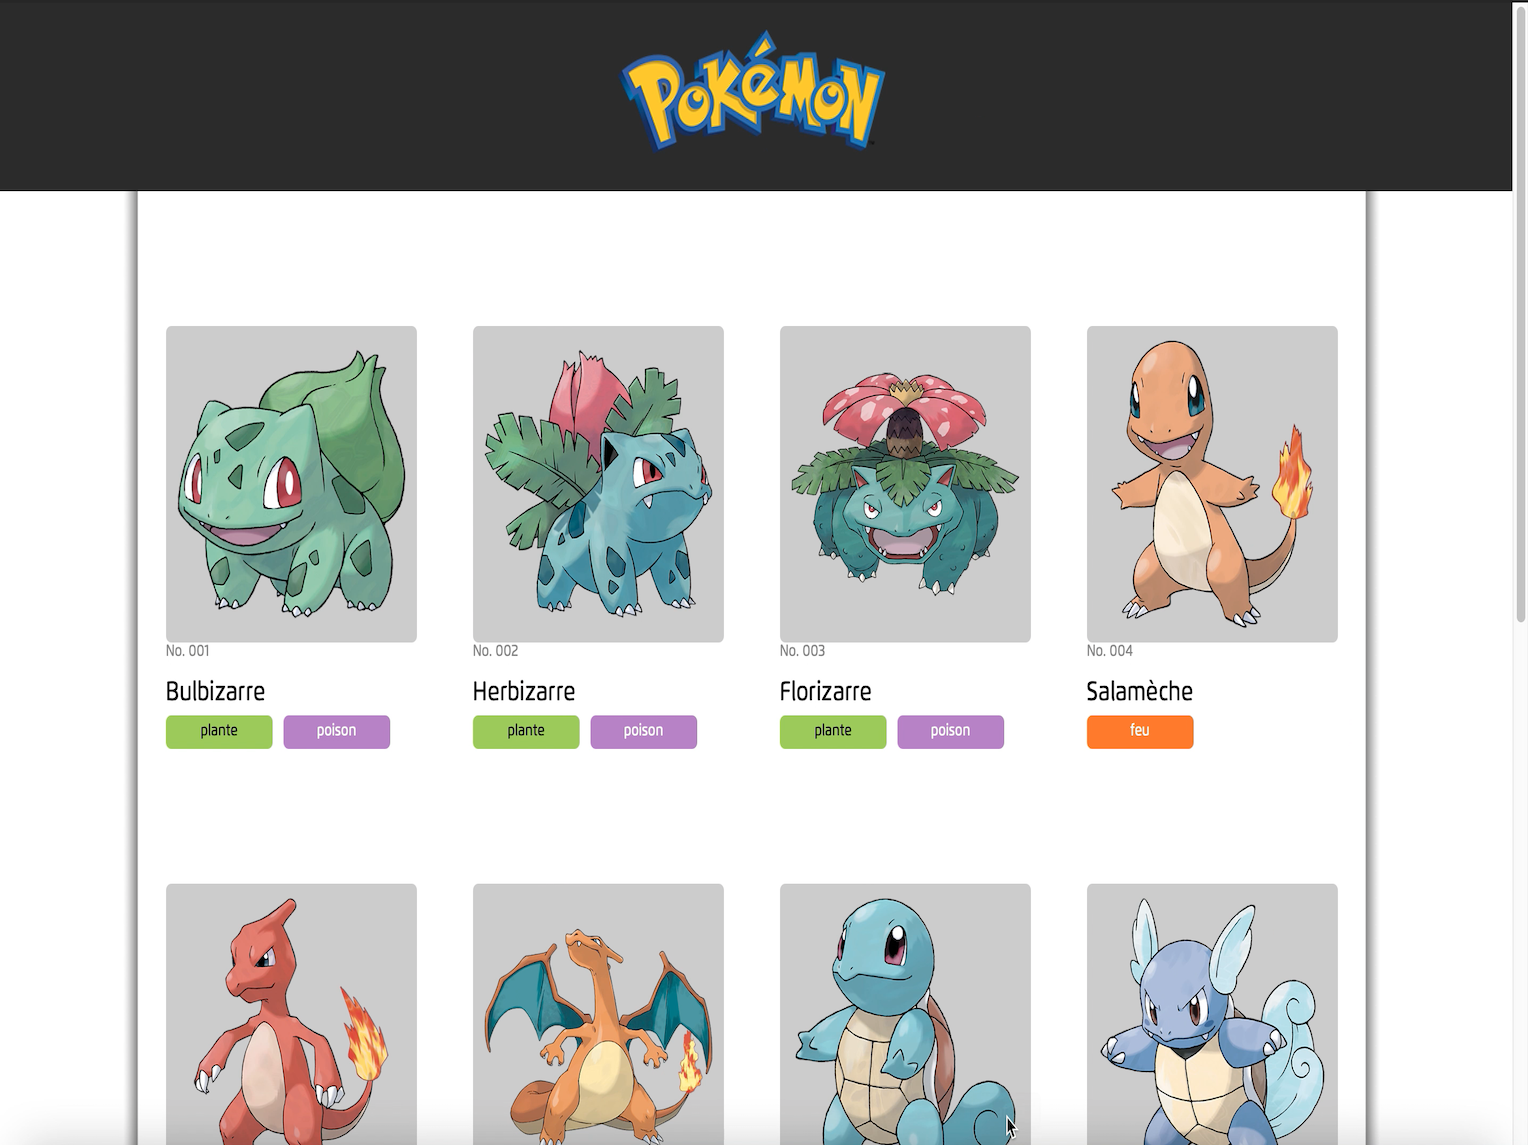 POKéMON
No. 001
Bulbizarre
plante poison
No. 002
Herbizarre
plante poison
No. 003
Florizarre
plante poison
No. 004
Salamèche
feu